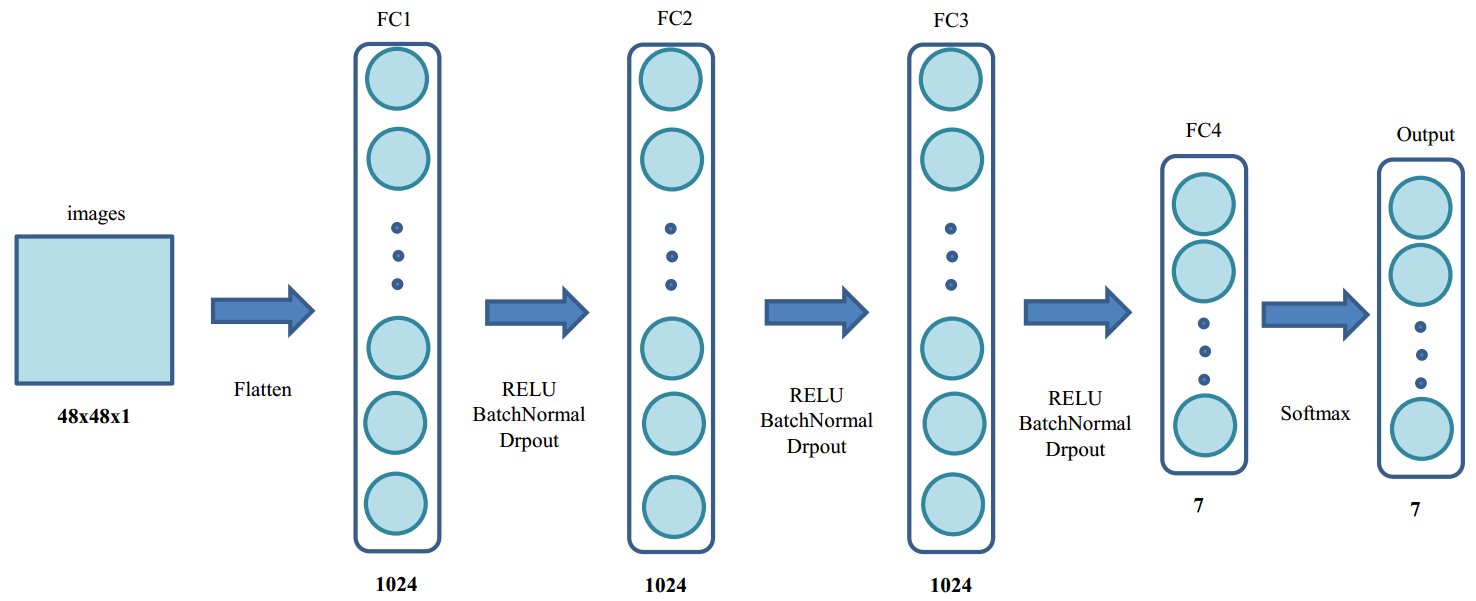 images
48x48x1
Flatten
FC1
1024
RELU
BatchNormal
Drpout
FC2
1024
RELU
BatchNormal
Drpout
FC3
1024
RELU
BatchNormal
Drpout
FC4
7
Softmax
Output
7